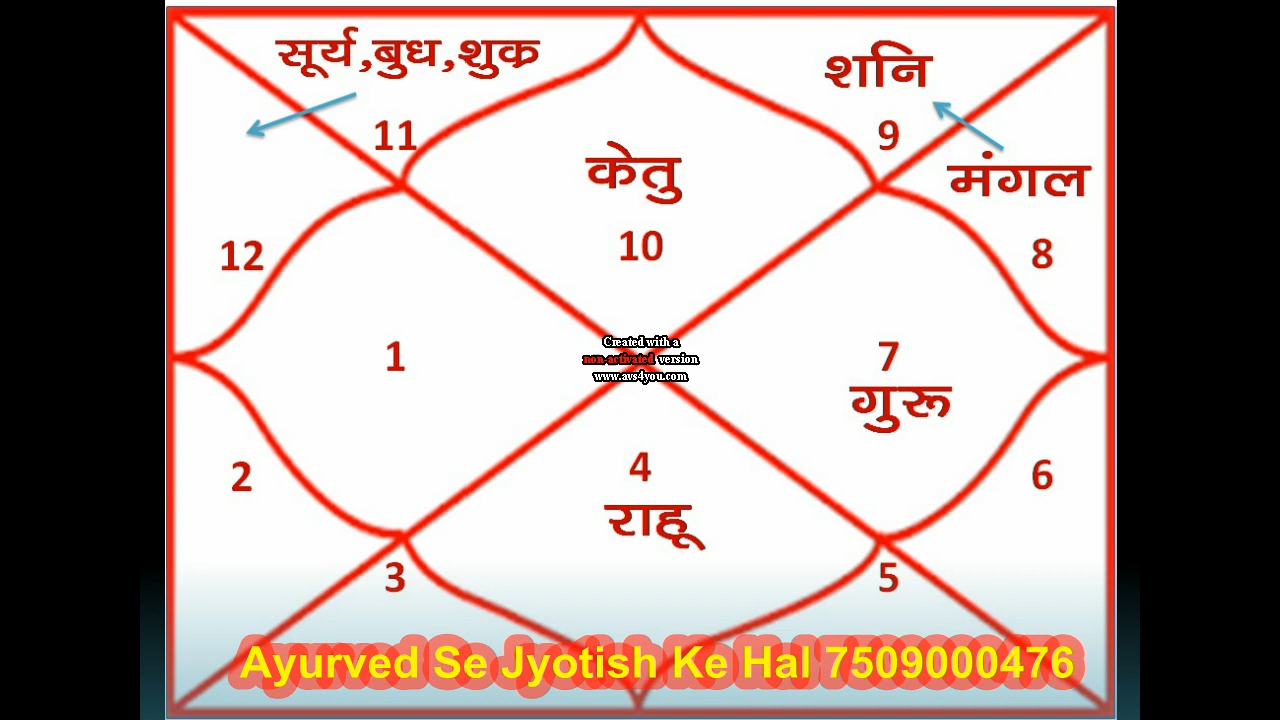 सूर्य,बुध,शुक्र
शनि
11
9
केतु
मंगल
10
12
8
1
7
गुरू
Created with a
non-activated version
www.avs4you.com
2
4
6
राहू
3
5
Ayurved Se Jyotish Ke Hal 7509000476